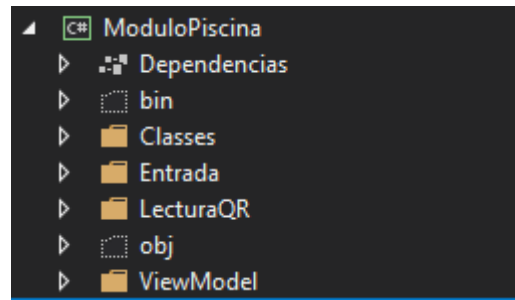 C# ModuloPiscina
Dependencias
bin
Classes
Entrada
LecturaQR
obj
ViewModel